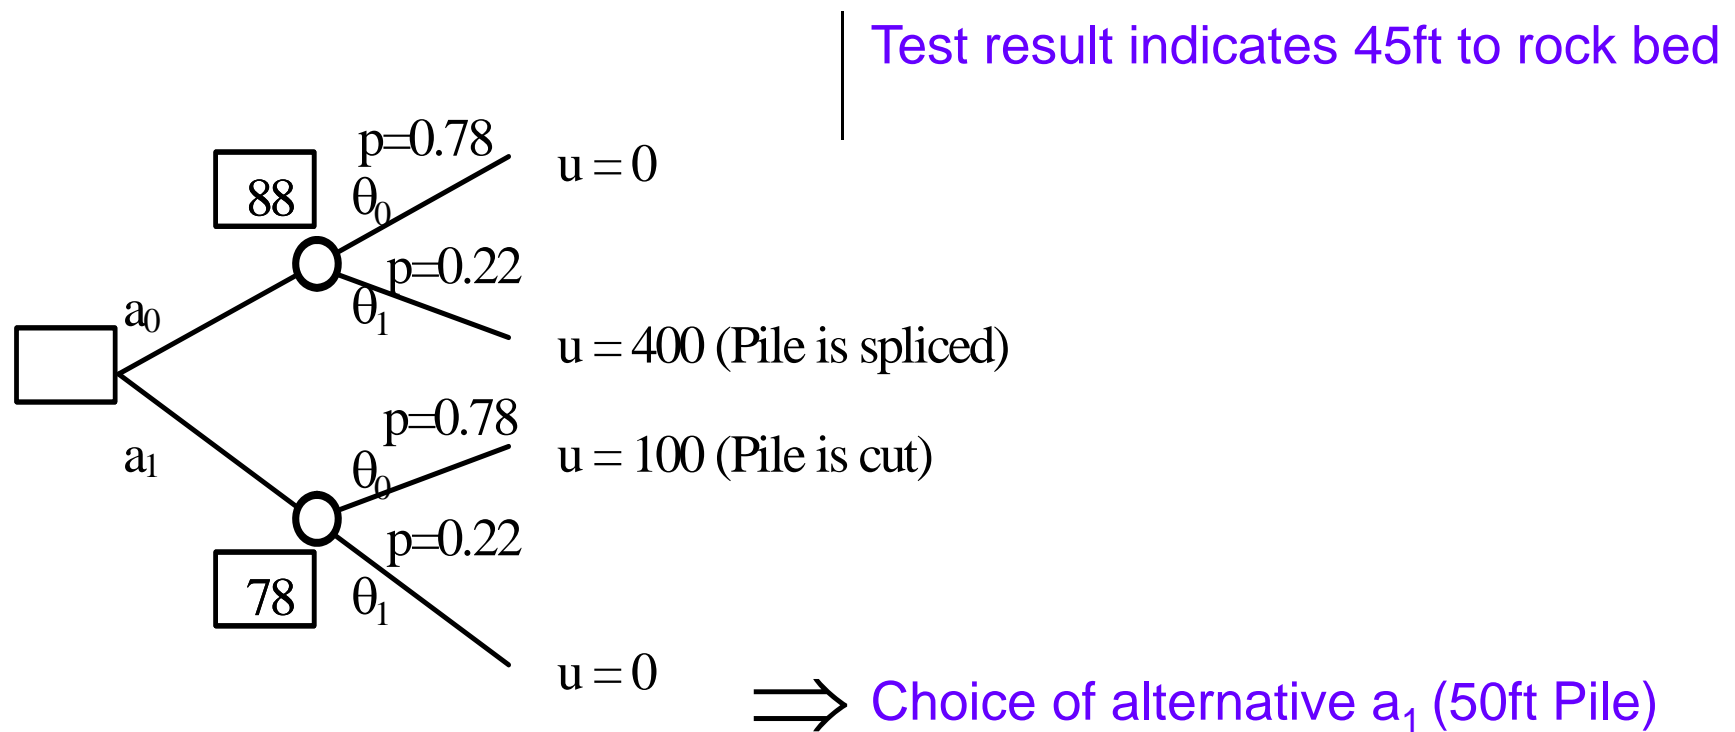 Test result indicates 45ft to rock bed
p=0.78
u = 0
88
θ0
p=0.22
θ1
a0
u = 400 (Pile is spliced)
p=0.78
a1
u = 100 (Pile is cut)
θ0
p=0.22
78
θ1
u = 0
⇒ Choice of alternative a1 (50ft Pile)